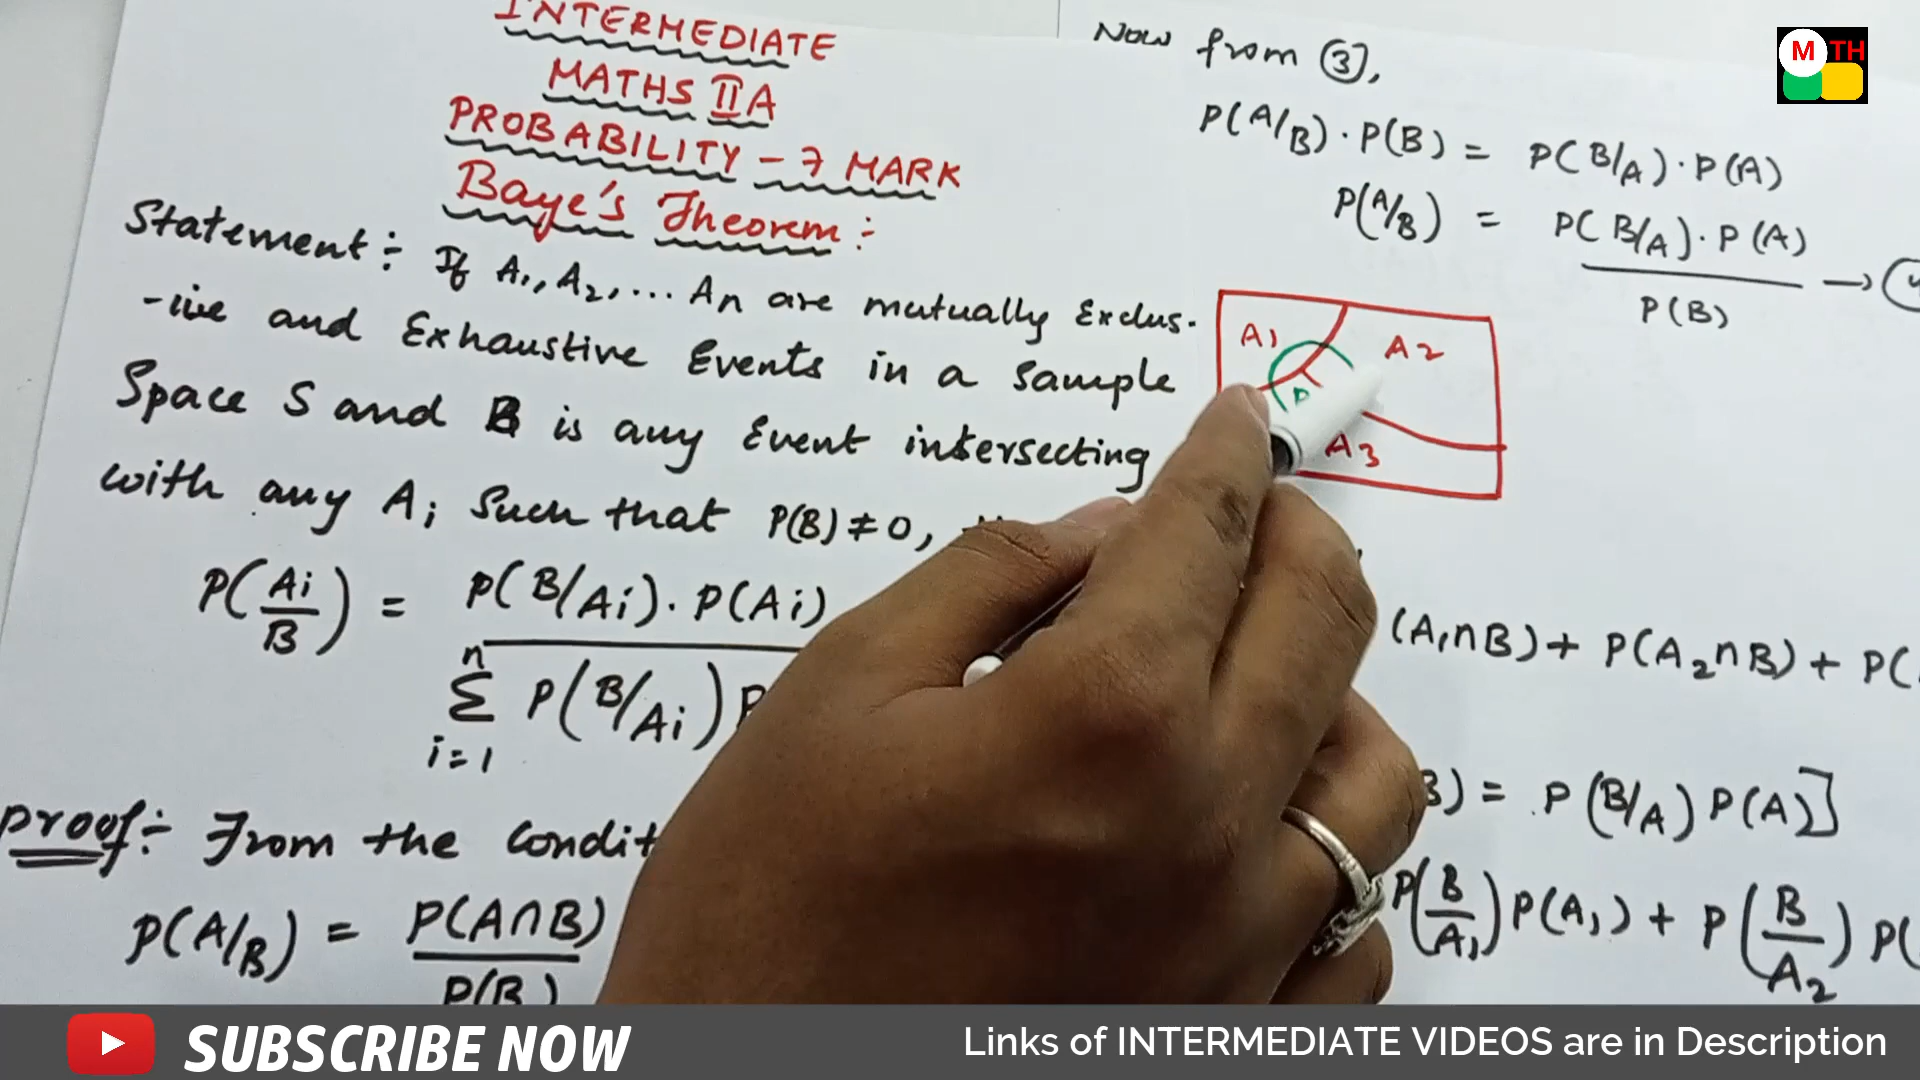 INTERMEDIATE
MATHS IIA
PROBABILITY - 7 MARK
Baye's Theorem :-
Statement :- If A1, A2, ... An are mutually Exclus-
-ive and Exhaustive Events in a Sample
Space S and B is any Event intersecting
with any Ai Such that P(B) ≠ 0,
P(Ai/B) = P(B/Ai). P(Ai)
n
Σ P(B/Ai)
i=1
Proof :- From the
P(A/B) = P(A∩B)
P(B)
Now from ③,
P(A/B) . P(B) = P(B/A) . P(A)
P(A/B) = P(B/A) . P(A) →
P(B)
A1
A2
A3
(A1∩B) + P(A2∩B) + P(
B) = P(B/A) P(A)]
P(B/A1) P(A1) + P(B/A2) P(
M TH
SUBSCRIBE NOW
Links of INTERMEDIATE VIDEOS are in Description